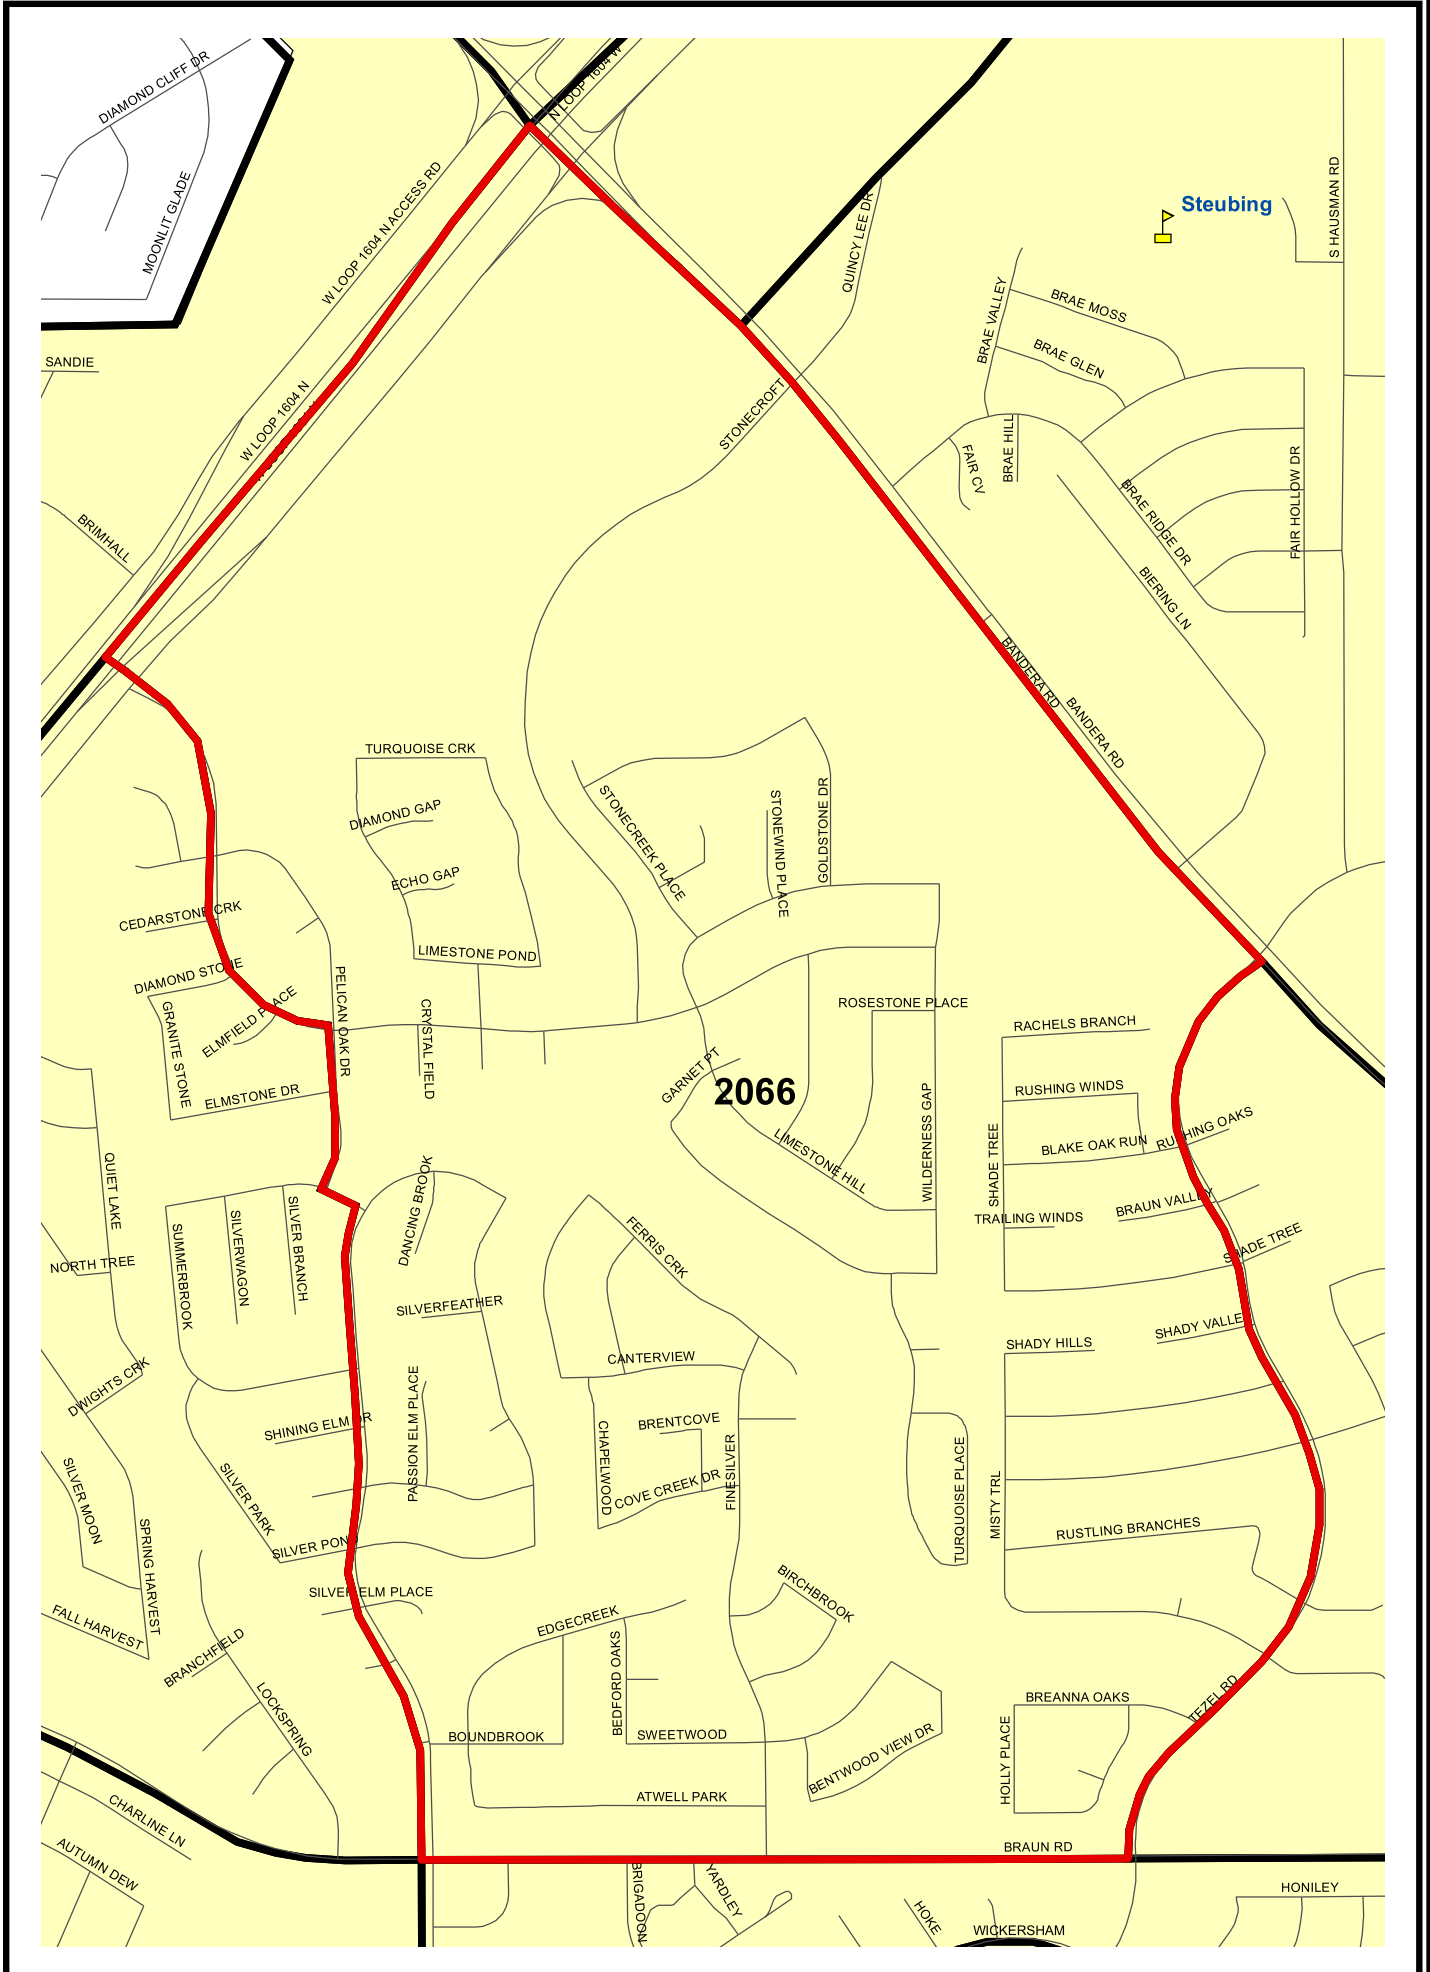 DIAMOND CLIFF DR
N LOOP 1604 W
MOONLIT GLADE
W LOOP 1604 N ACCESS RD
QUINCY LEE DR
Steubing
S HAUSMAN RD
BRAE VALLEY
BRAE MOSS
BRAE GLEN
SANDIE
W LOOP 1604 N
STONECROFT
FAIR CV
BRAE HILL
BRAE RIDGE DR
FAIR HOLLOW DR
BRIMHALL
BIERING LN
BANDERA RD
BANDERA RD
TURQUOISE CRK
DIAMOND GAP
ECHO GAP
STONECREEK PLACE
STONEWIND PLACE
GOLDSTONE DR
CEDARSTONE CRK
LIMESTONE POND
DIAMOND STONE
PELICAN OAK DR
GRANITE STONE
ELMFIELD PLACE
CRYSTAL FIELD
ROSESTONE PLACE
RACHELS BRANCH
GARNET PT
2066
RUSHING WINDS
ELMSTONE DR
WILDERNESS GAP
LIMESTONE HILL
SHADE TREE
BLAKE OAK RUN
RUSHING OAKS
QUIET LAKE
DANCING BROOK
TRAILING WINDS
BRAUN VALLEY
SUMMERBROOK
SILVERWAGON
SILVER BRANCH
FERRIS CRK
SHADE TREE
NORTH TREE
SILVERFEATHER
SHADY HILLS
SHADY VALLE
CANTERVIEW
DWIGHTS CRK
PASSION ELM PLACE
SHINING ELM DR
CHAPELWOOD
BRENTCOVE
FINESILVER
TURQUOISE PLACE
MISTY TRL
COVE CREEK DR
SILVER MOON
SILVER PARK
SPRING HARVEST
SILVER POND
RUSTLING BRANCHES
SILVER ELM PLACE
BIRCHBROOK
FALL HARVEST
BRANCHFIELD
EDGECREEK
BEDFORD OAKS
LOCKSPRING
BREANNA OAKS
TEZEL RD
BOUNDBROOK
SWEETWOOD
BENTWOOD VIEW DR
HOLLY PLACE
ATWELL PARK
CHARLINE LN
BRAUN RD
AUTUMN DEW
BRIGADOON
YARDLEY
HOKE
WICKERSHAM
HONILEY